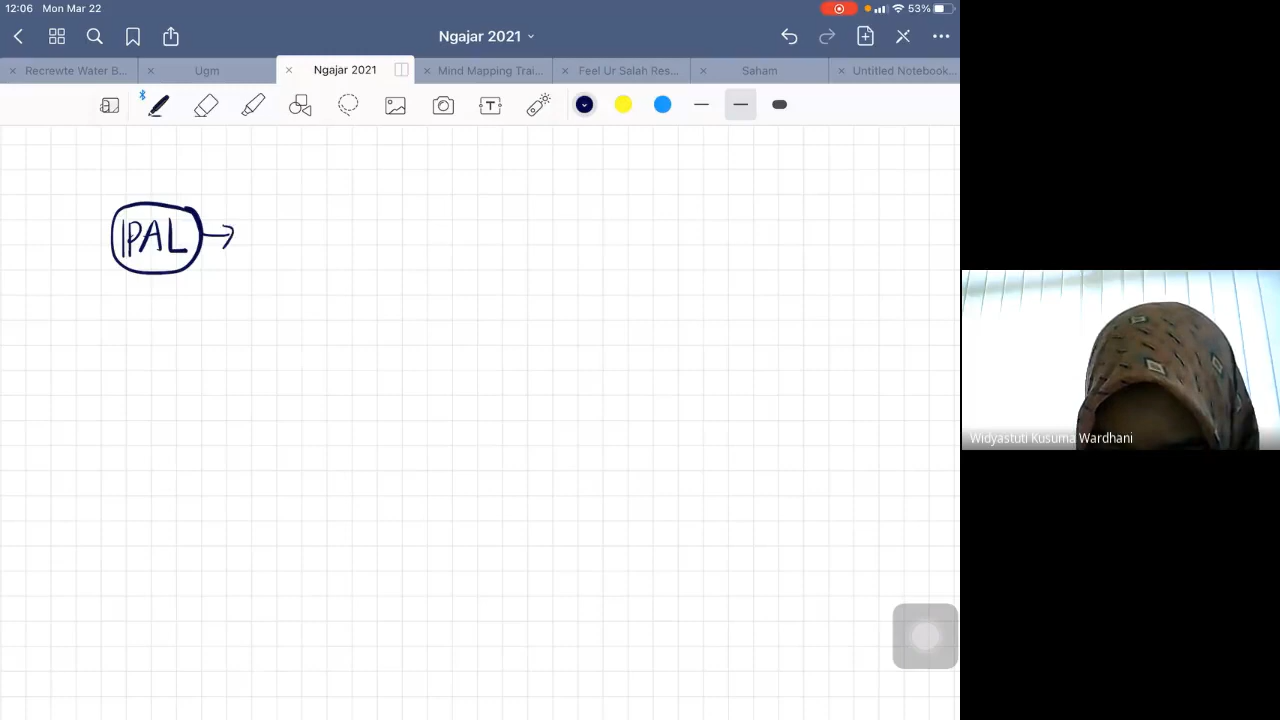 12:06 Mon Mar 22 53%
Ngajar 2021
Recrewte Water B... Ugm Ngajar 2021 Mind Mapping Trai... Feel Ur Salah Res... Saham Untitled Notebook...
IPAL
Widyastuti Kusuma Wardhani